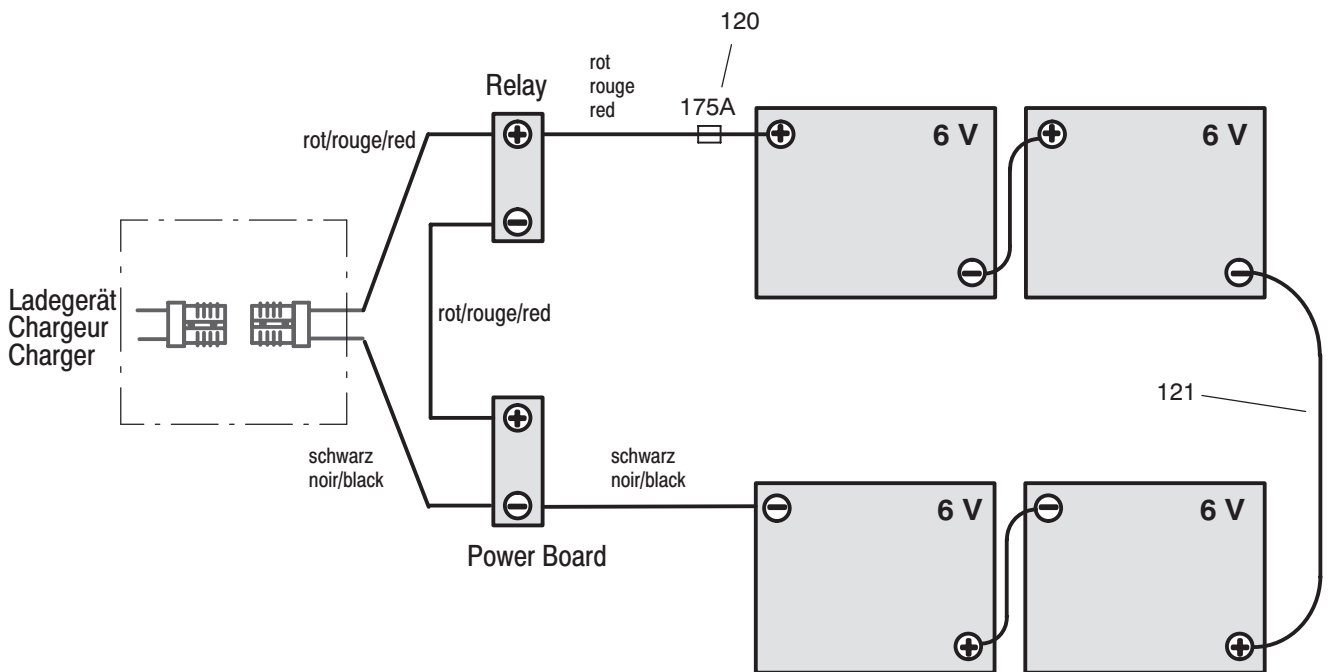 120
rot
rouge
red
Relay
175A
rot/rouge/red
6 V
6 V
Ladegerät
Chargeur
Charger
rot/rouge/red
121
schwarz
noir/black
schwarz
noir/black
6 V
6 V
Power Board